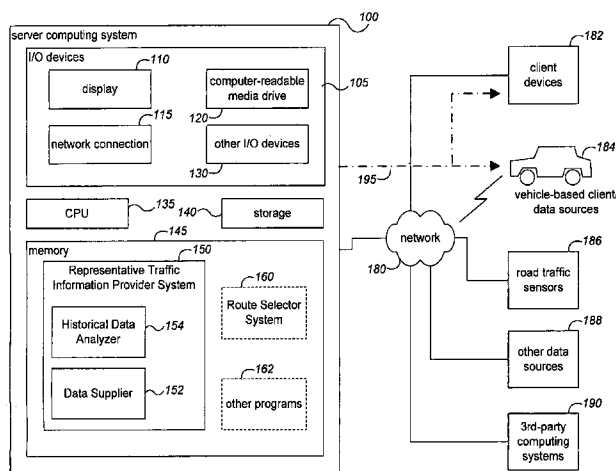 100
server computing system
I/O devices
110
display
computer-readable
media drive
120
105
115
network connection
other I/O devices
130
CPU
135
140
storage
145
memory
150
Representative Traffic
Information Provider System
Historical Data
Analyzer
154
Data Supplier
152
160
Route Selector
System
162
other programs
195
network
180
182
client
devices
184
vehicle-based client/
data sources
186
road traffic
sensors
188
other data
sources
190
3rd-party
computing
systems